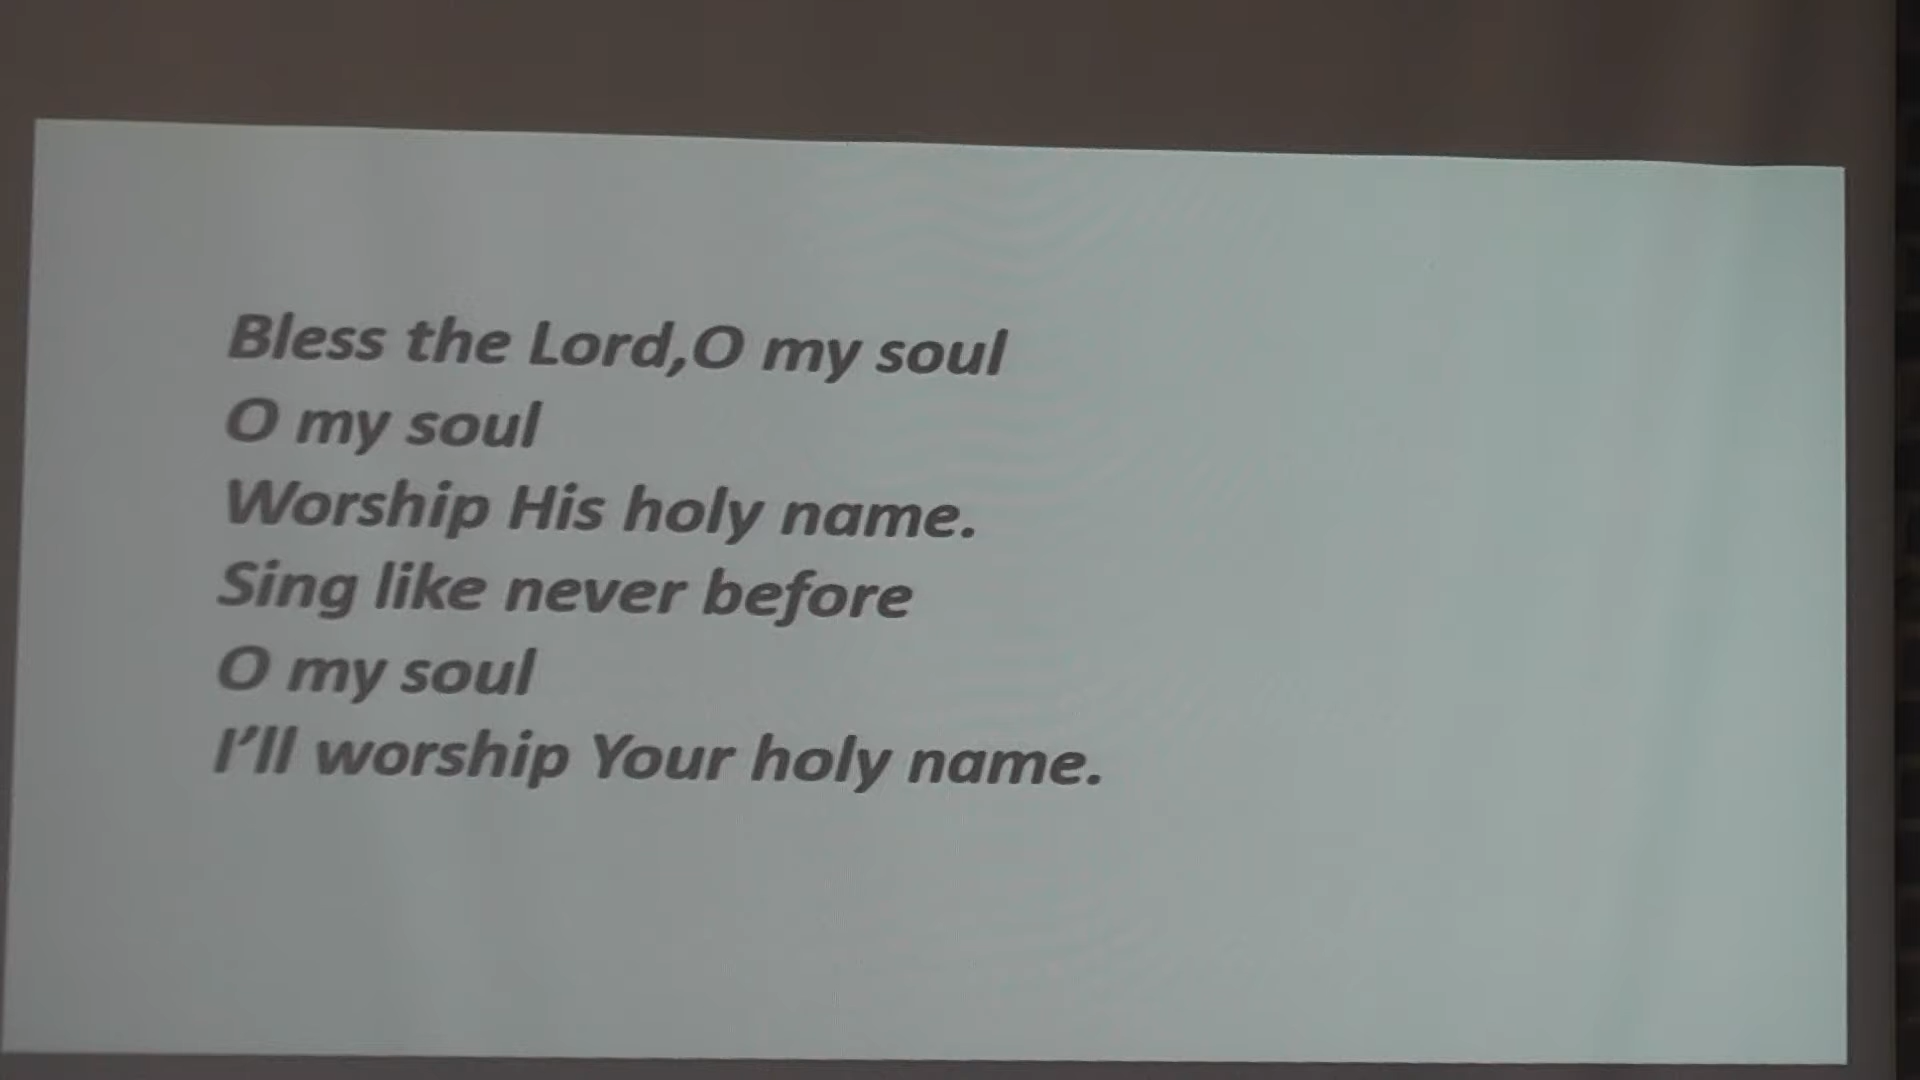 Bless the Lord,O my soul
O my soul
Worship His holy name.
Sing like never before
O my soul
I’ll worship Your holy name.